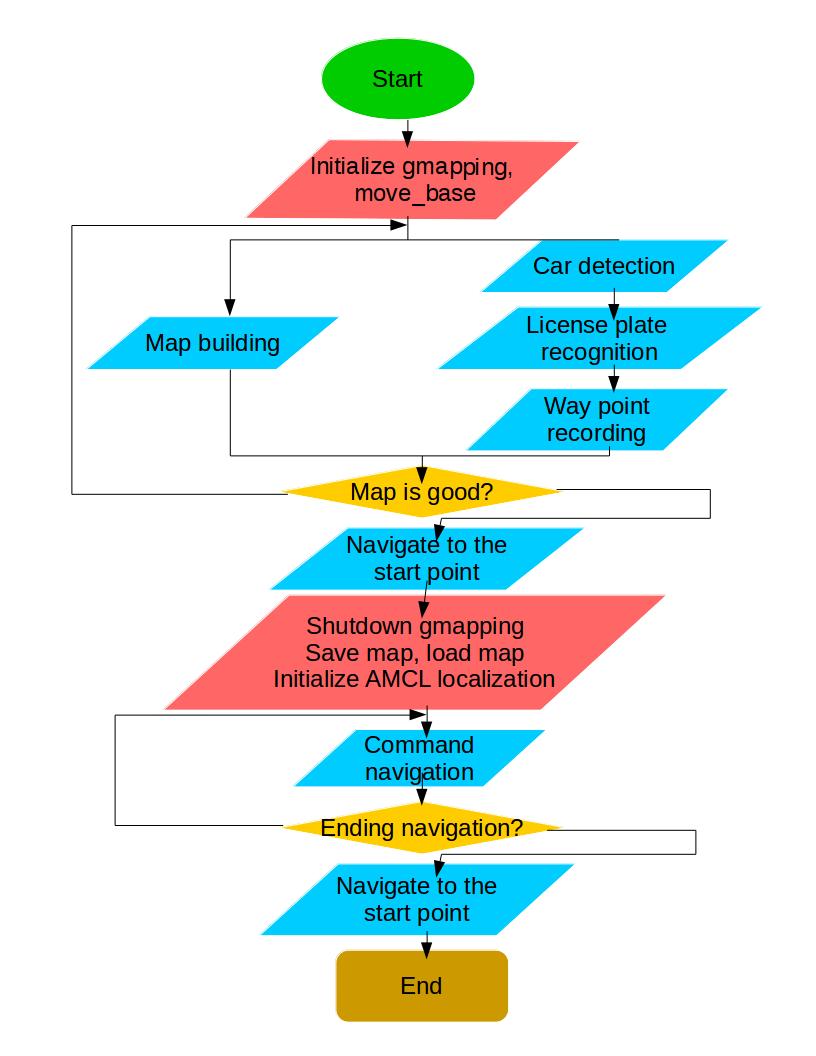 Start
Initialize gmapping,
move_base
Car detection
License plate
recognition
Map building
Way point
recording
Map is good?
Navigate to the
start point
Shutdown gmapping
Save map, load map
Initialize AMCL localization
Command
navigation
Ending navigation?
Navigate to the
start point
End